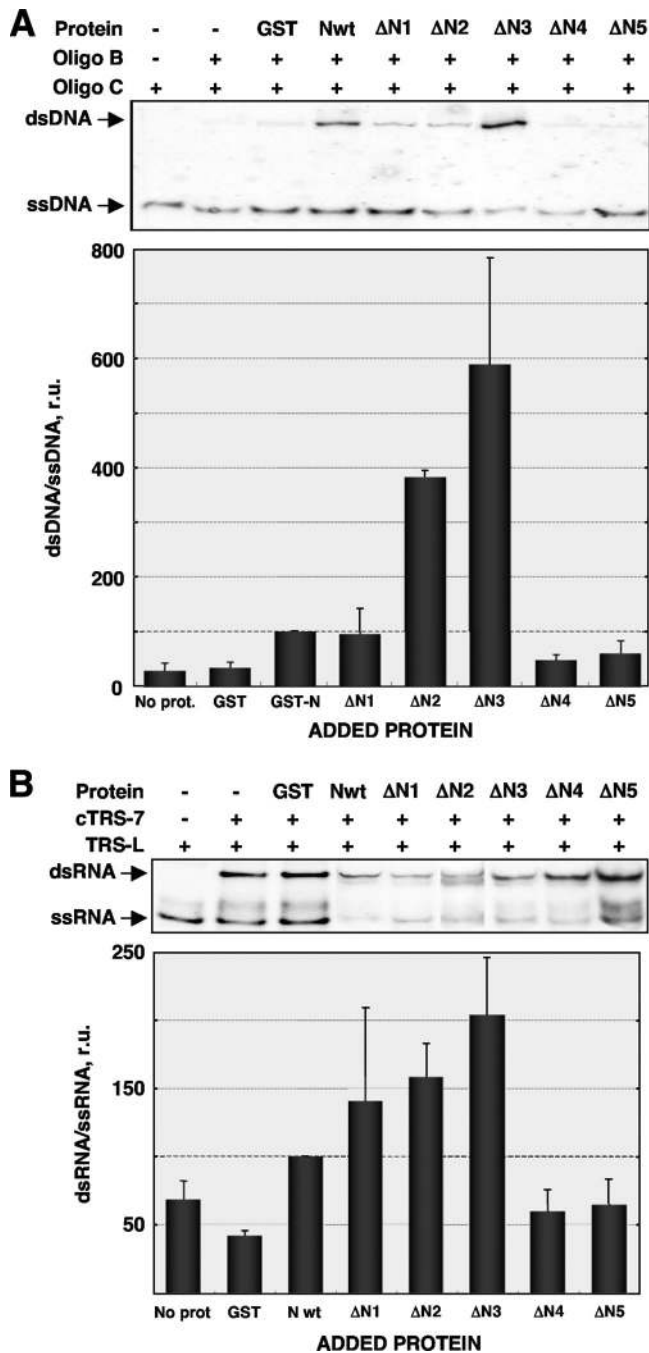 A
Protein - - GST Nwt ΔN1 ΔN2 ΔN3 ΔN4 ΔN5
Oligo B - + + + + + + + +
Oligo C + + + + + + + + +
dsDNA
ssDNA
800
600
400
200
0
dsDNA/ssDNA, r.u.
No prot. GST GST-N ΔN1 ΔN2 ΔN3 ΔN4 ΔN5
ADDED PROTEIN
B
Protein - - GST Nwt ΔN1 ΔN2 ΔN3 ΔN4 ΔN5
cTRS-7 - + + + + + + + +
TRS-L + + + + + + + + +
dsRNA
ssRNA
250
150
50
dsRNA/ssRNA, r.u.
No prot GST N wt ΔN1 ΔN2 ΔN3 ΔN4 ΔN5
ADDED PROTEIN